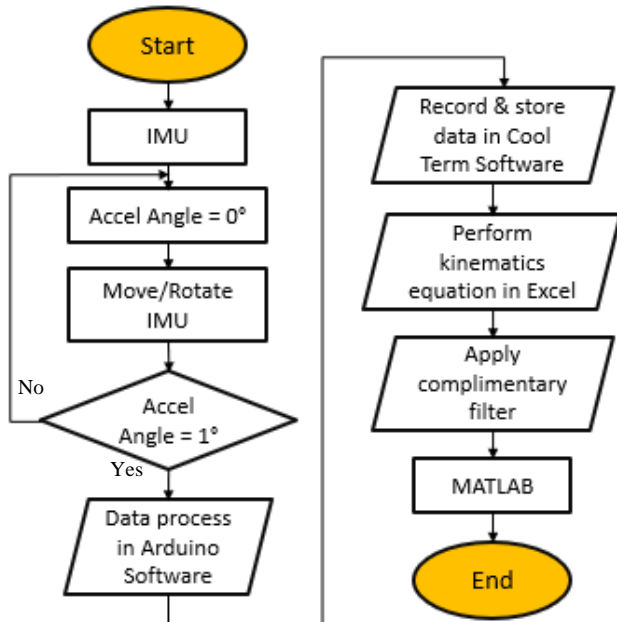 Start
IMU
Accel Angle = 0°
Move/Rotate
IMU
No
Accel
Angle = 1°
Yes
Data process
in Arduino
Software
Record & store
data in Cool
Term Software
Perform
kinematics
equation in Excel
Apply
complimentary
filter
MATLAB
End